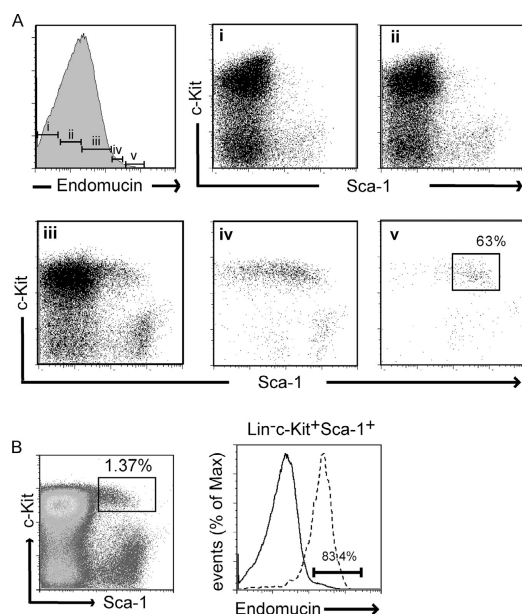 A
i
ii
iii
iv
v
Endomucin
i
ii
c-Kit
Sca-1
iii
iv
v
63%
c-Kit
Sca-1
B
1.37%
c-Kit
Sca-1
Lin⁻c-Kit⁺Sca-1⁺
events (% of Max)
83.4%
Endomucin